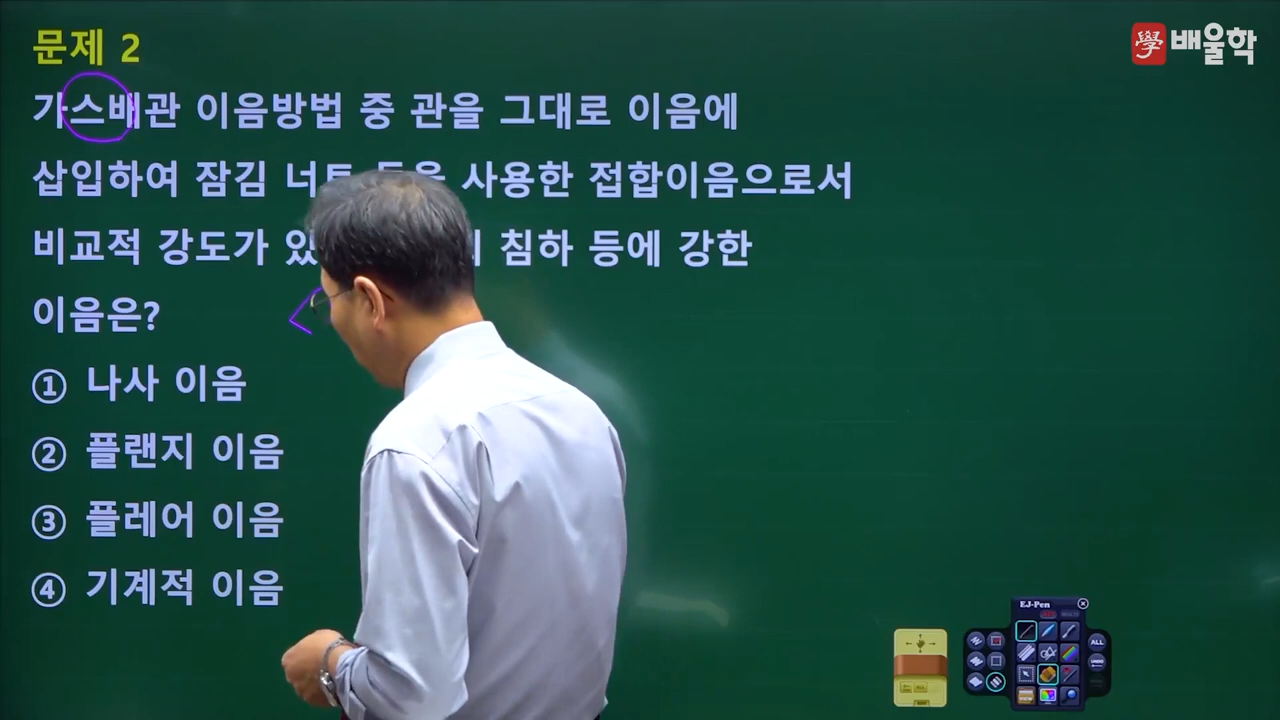 문제 2
學 배울학
가스배관 이음방법 중 관을 그대로 이음에
삽입하여 잠김 사용한 접합이음으로서
비교적 강도가 침하 등에 강한
이음은?
① 나사 이음
② 플랜지 이음
③ 플레어 이음
④ 기계적 이음
EJ-Pen
ALL